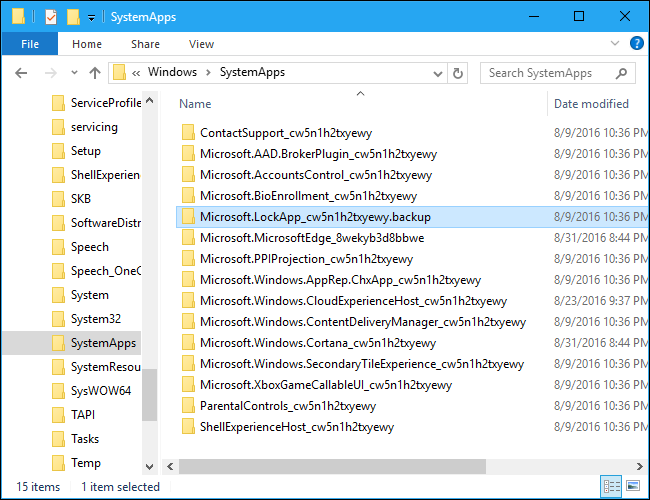 SystemApps
File Home Share View
« Windows > SystemApps
Search SystemApps
ServiceProfile
servicing
Setup
ShellExperienc
SKB
SoftwareDistr
Speech
Speech_OneC
System
System32
SystemApps
SystemResou
SysWOW64
TAPI
Tasks
Temp
Name Date modified
ContactSupport_cw5n1h2txyewy 8/9/2016 10:36 PM
Microsoft.AAD.BrokerPlugin_cw5n1h2txyewy 8/9/2016 10:36 PM
Microsoft.AccountsControl_cw5n1h2txyewy 8/9/2016 10:36 PM
Microsoft.BioEnrollment_cw5n1h2txyewy 8/9/2016 10:36 PM
Microsoft.LockApp_cw5n1h2txyewy.backup 8/9/2016 10:36 PM
Microsoft.MicrosoftEdge_8wekyb3d8bbwe 8/31/2016 8:44 PM
Microsoft.PPIProjection_cw5n1h2txyewy 8/9/2016 10:36 PM
Microsoft.Windows.AppRep.ChxApp_cw5n1h2txyewy 8/9/2016 10:36 PM
Microsoft.Windows.CloudExperienceHost_cw5n1h2txyewy 8/23/2016 9:37 PM
Microsoft.Windows.ContentDeliveryManager_cw5n1h2txyewy 8/9/2016 10:36 PM
Microsoft.Windows.Cortana_cw5n1h2txyewy 8/31/2016 8:44 PM
Microsoft.Windows.SecondaryTileExperience_cw5n1h2txyewy 8/9/2016 10:36 PM
Microsoft.XboxGameCallableUI_cw5n1h2txyewy 8/9/2016 10:36 PM
ParentalControls_cw5n1h2txyewy 8/9/2016 10:36 PM
ShellExperienceHost_cw5n1h2txyewy 8/9/2016 10:36 PM
15 items 1 item selected